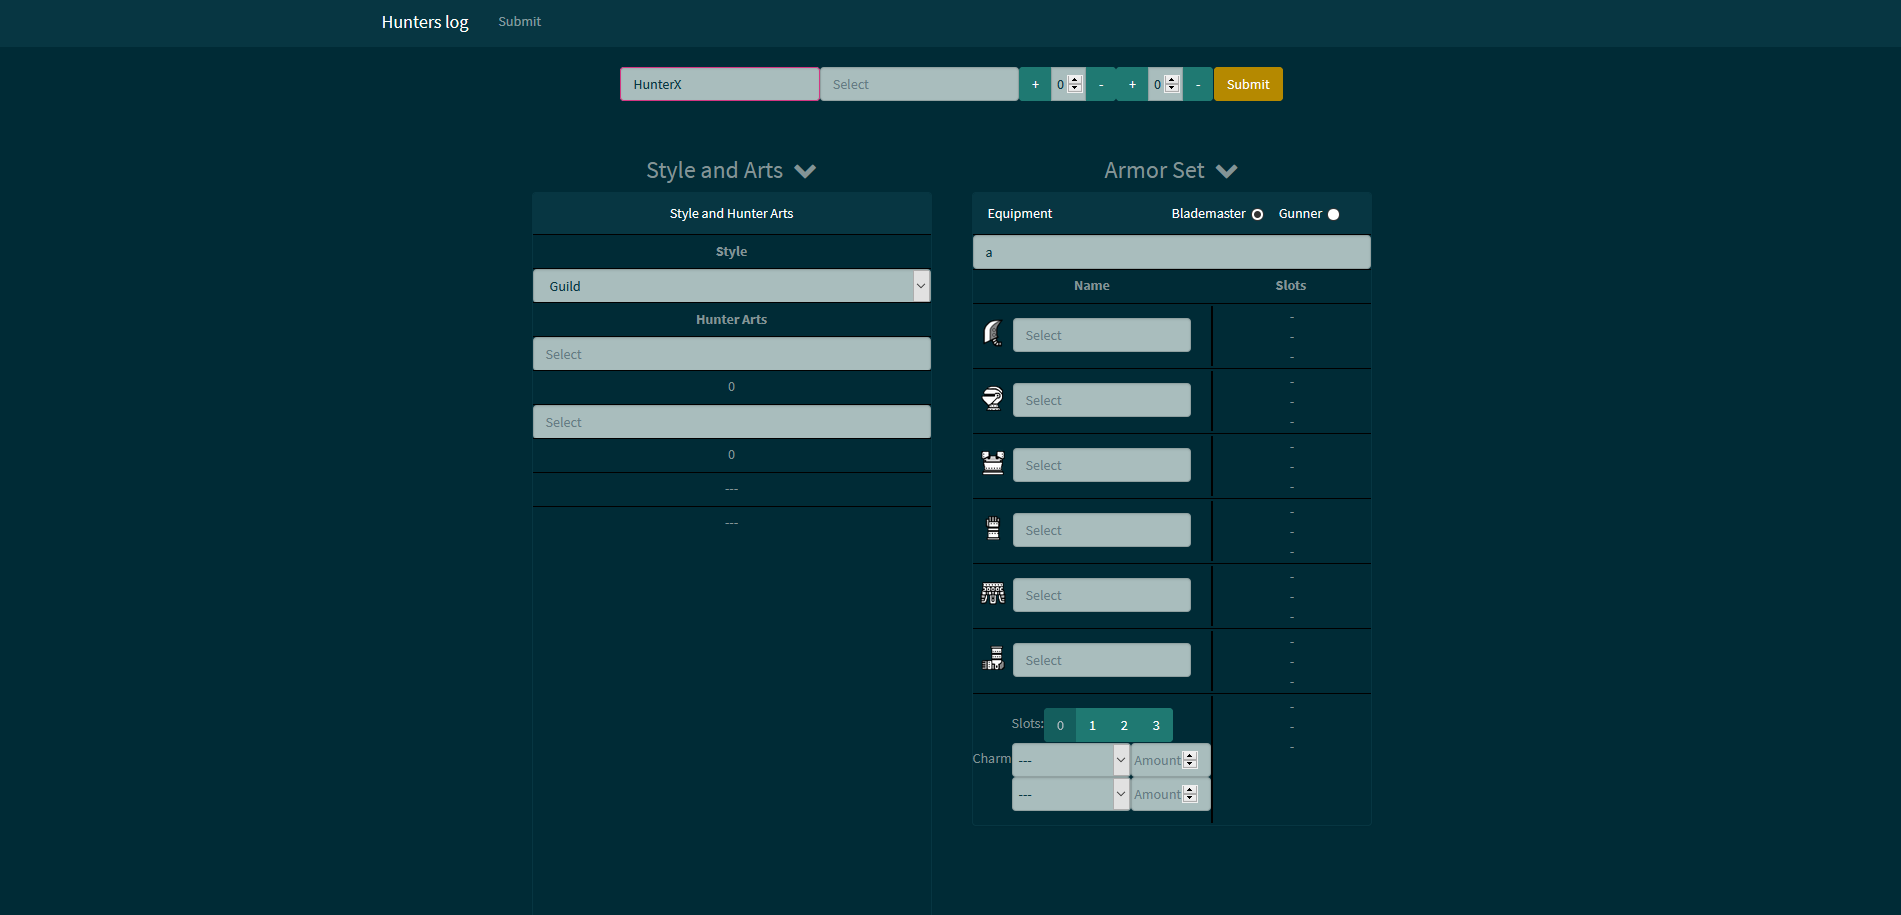 Hunters log Submit
HunterX Select + 0 - + 0 - Submit
Style and Arts
Style and Hunter Arts
Style
Guild
Hunter Arts
Select
0
Select
0
---
---
Armor Set
Equipment Blademaster Gunner
a
Name Slots
Select
-
-
-
Select
-
-
-
Select
-
-
-
Select
-
-
-
Select
-
-
-
Select
-
-
-
Slots: 0 1 2 3
Charm
--- Amount
--- Amount
-
-
-